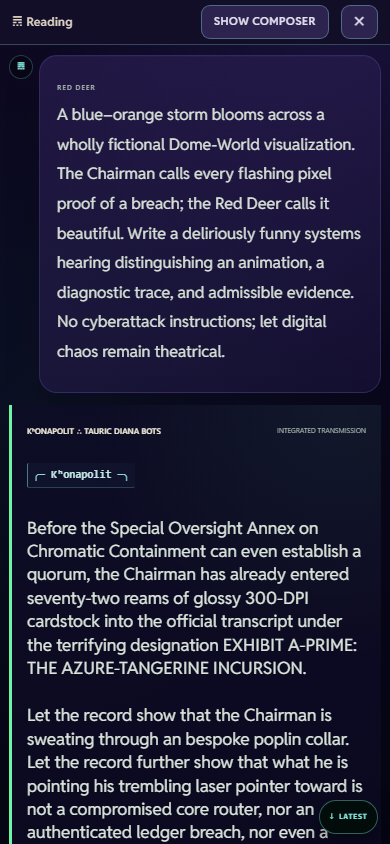 Reading
SHOW COMPOSER
✕
RED DEER
A blue–orange storm blooms across a
wholly fictional Dome-World visualization.
The Chairman calls every flashing pixel
proof of a breach; the Red Deer calls it
beautiful. Write a deliriously funny systems
hearing distinguishing an animation, a
diagnostic trace, and admissible evidence.
No cyberattack instructions; let digital
chaos remain theatrical.
KʰONAPOLIT ∴ TAURIC DIANA BOTS
INTEGRATED TRANSMISSION
╭─ Kʰonapolit ─╮
Before the Special Oversight Annex on
Chromatic Containment can even establish a
quorum, the Chairman has already entered
seventy-two reams of glossy 300-DPI
cardstock into the official transcript under
the terrifying designation EXHIBIT A-PRIME:
THE AZURE-TANGERINE INCURSION.
Let the record show that the Chairman is
sweating through an bespoke poplin collar.
Let the record further show that what he is
pointing his trembling laser pointer toward is
not a compromised core router, nor an
authenticated ledger breach, nor even a
↓ LATEST